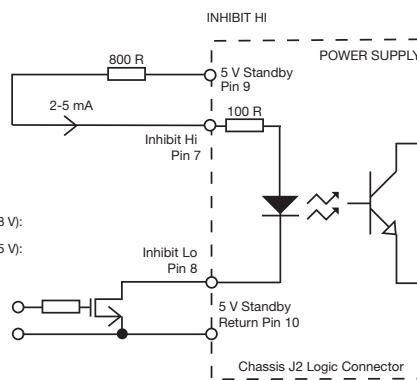 INHIBIT HI
POWER SUPPLY
800 R
5 V Standby
Pin 9
2-5 mA
100 R
Inhibit Hi
Pin 7
V):
5 V):
Inhibit Lo
Pin 8
5 V Standby
Return Pin 10
Chassis J2 Logic Connector